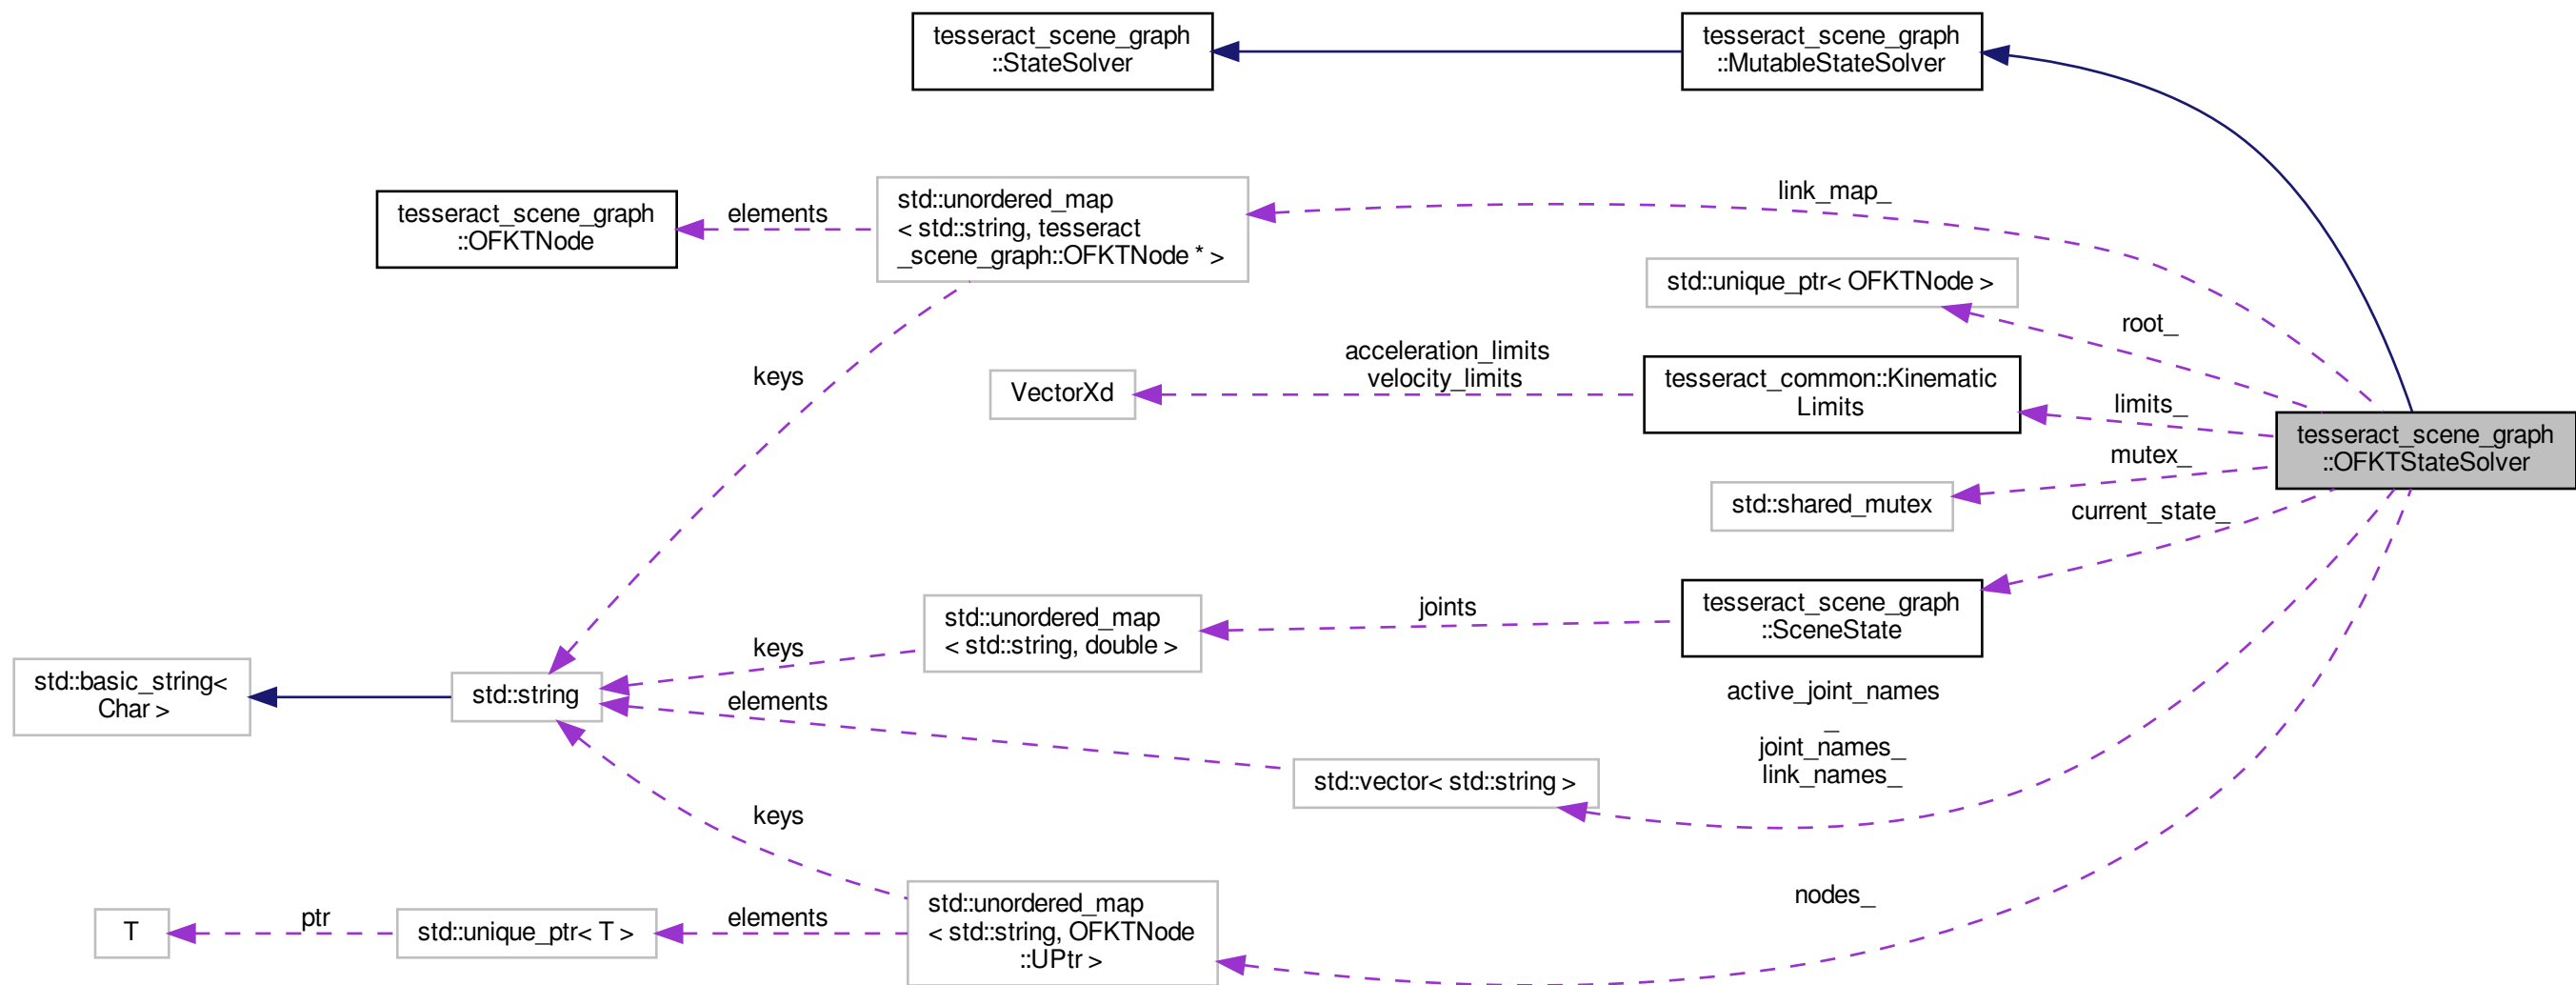 tesseract_scene_graph
::StateSolver
tesseract_scene_graph
::MutableStateSolver
link_map_
tesseract_scene_graph
::OFKTNode
elements
std::unordered_map
< std::string, tesseract
_scene_graph::OFKTNode * >
std::unique_ptr< OFKTNode >
root_
keys
VectorXd
acceleration_limits
velocity_limits
tesseract_common::Kinematic
Limits
limits_
tesseract_scene_graph
::OFKTStateSolver
mutex_
std::shared_mutex
current_state_
std::unordered_map
< std::string, double >
joints
tesseract_scene_graph
::SceneState
keys
std::basic_string<
Char >
std::string
elements
active_joint_names
_
joint_names_
link_names_
std::vector< std::string >
keys
nodes_
T
ptr
std::unique_ptr< T >
elements
std::unordered_map
< std::string, OFKTNode
::UPtr >